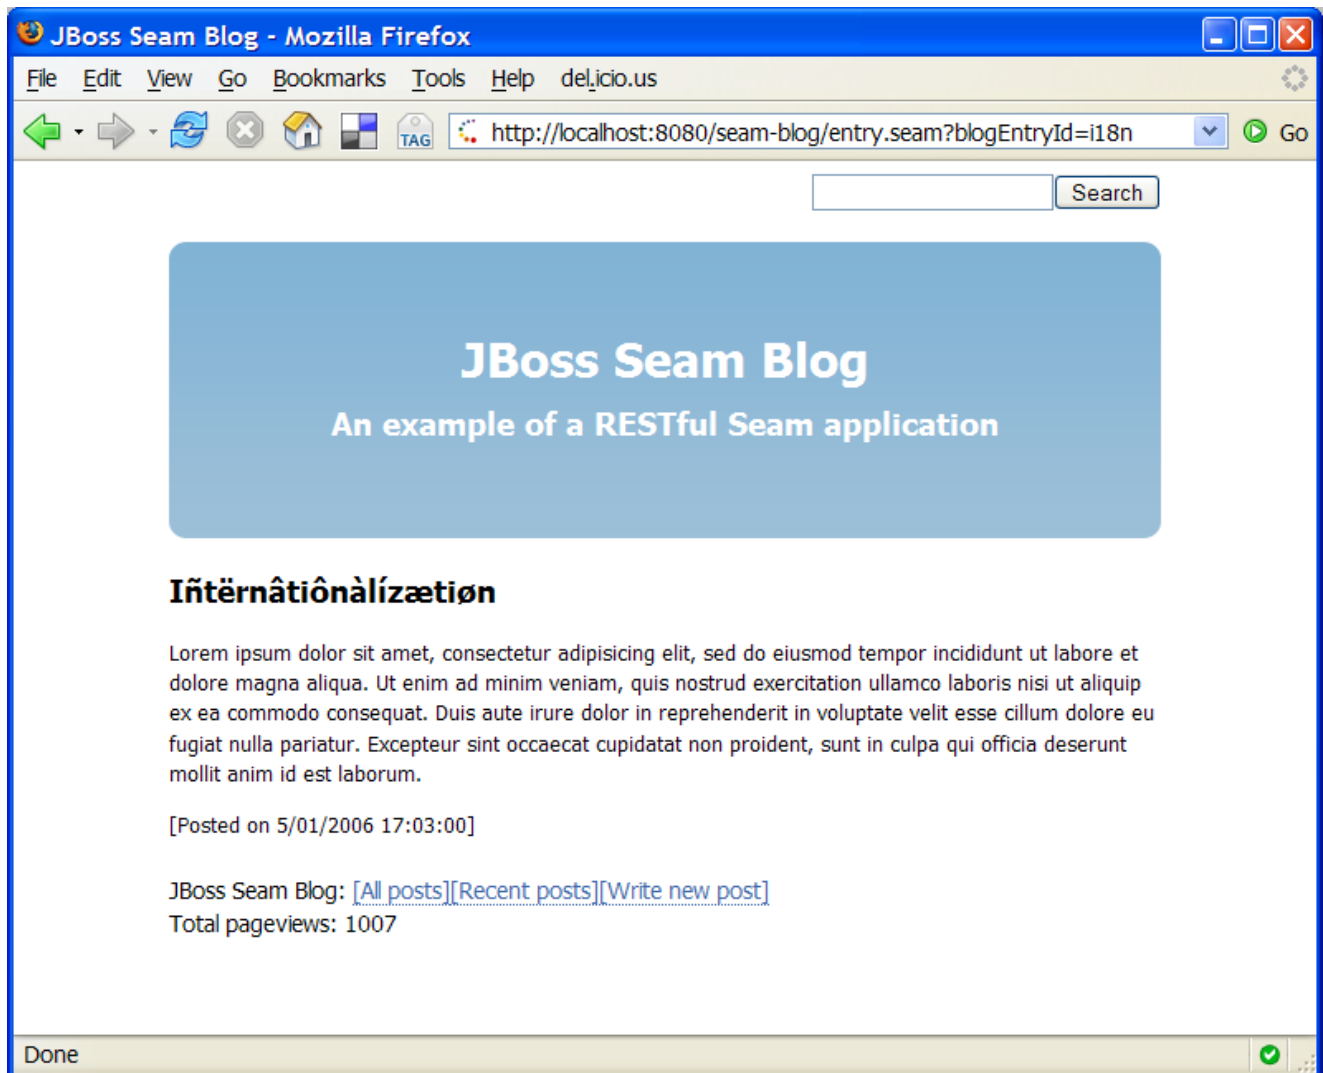 JBoss Seam Blog - Mozilla Firefox
File Edit View Go Bookmarks Tools Help del.icio.us
TAG http://localhost:8080/seam-blog/entry.seam?blogEntryId=i18n Go
Search
JBoss Seam Blog
An example of a RESTful Seam application
Iñtërnâtiônàlízætiøn
Lorem ipsum dolor sit amet, consectetur adipisicing elit, sed do eiusmod tempor incididunt ut labore et
dolore magna aliqua. Ut enim ad minim veniam, quis nostrud exercitation ullamco laboris nisi ut aliquip
ex ea commodo consequat. Duis aute irure dolor in reprehenderit in voluptate velit esse cillum dolore eu
fugiat nulla pariatur. Excepteur sint occaecat cupidatat non proident, sunt in culpa qui officia deserunt
mollit anim id est laborum.
[Posted on 5/01/2006 17:03:00]
JBoss Seam Blog: [All posts][Recent posts][Write new post]
Total pageviews: 1007
Done